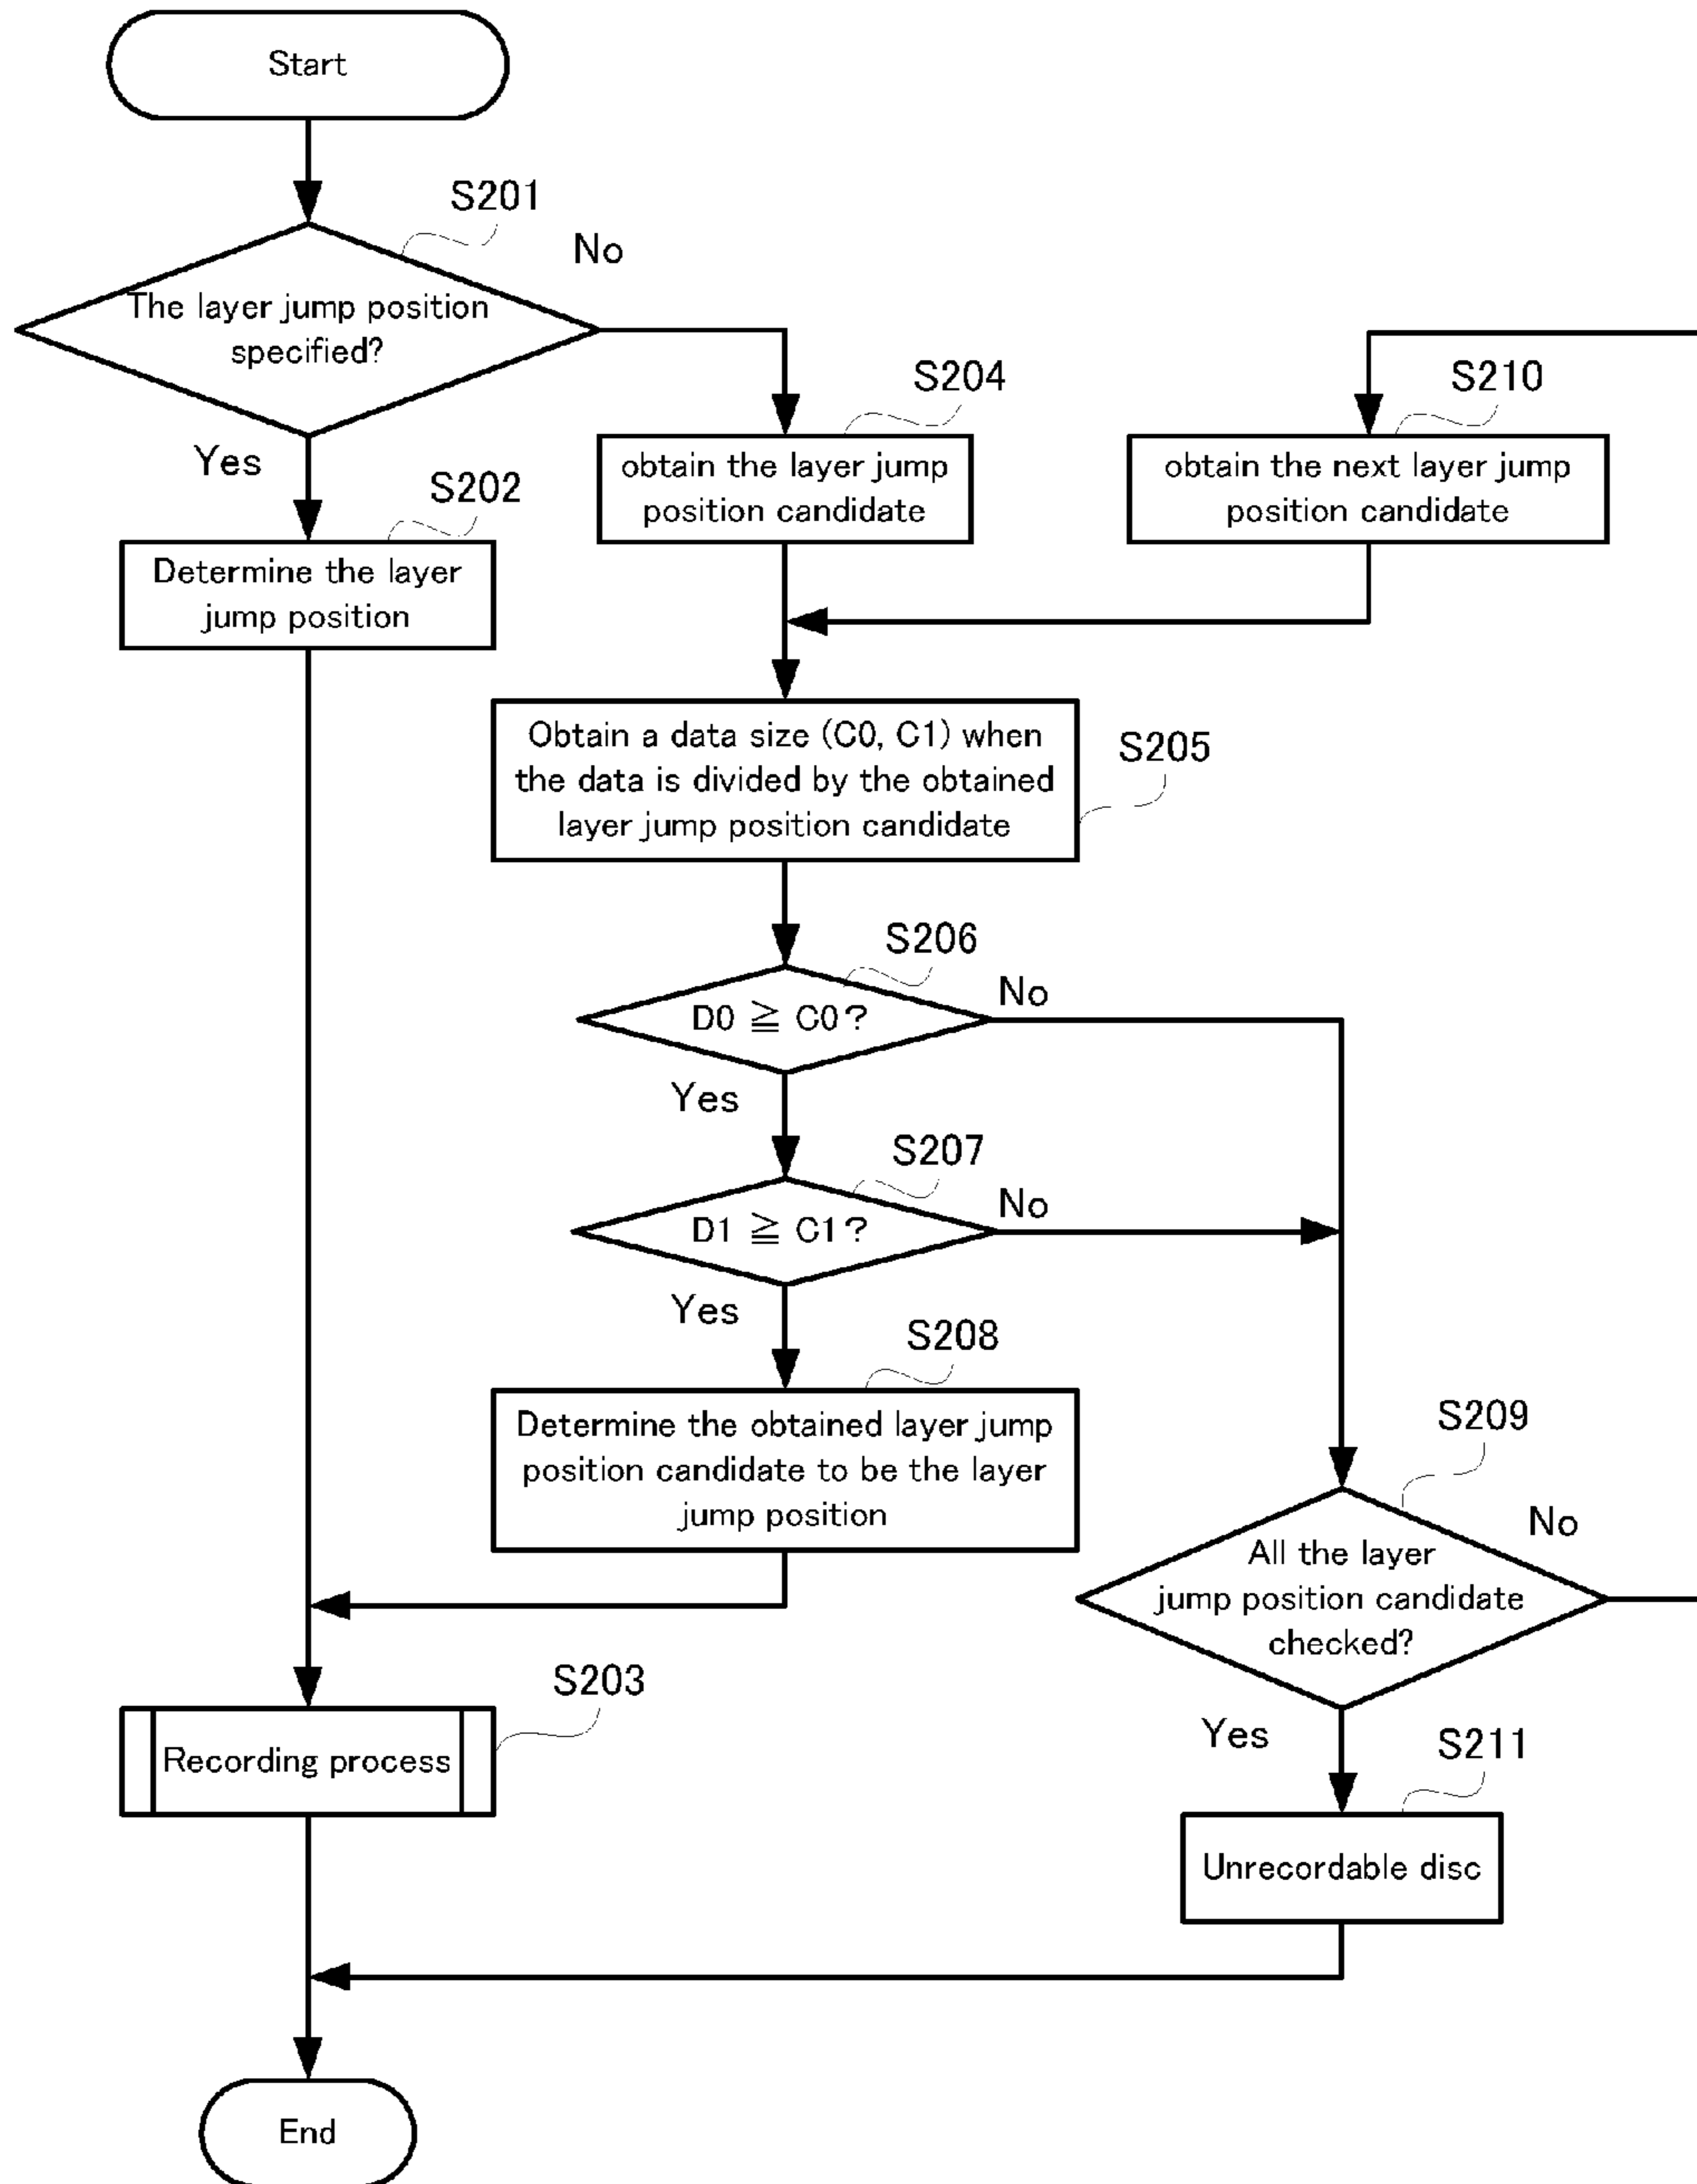 Start
S201
No
The layer jump position
specified?
Yes
S204
S210
obtain the layer jump
position candidate
obtain the next layer jump
position candidate
S202
Determine the layer
jump position
Obtain a data size (C0, C1) when
the data is divided by the obtained
layer jump position candidate
S205
S206
D0 ≧ C0?
No
Yes
S207
D1 ≧ C1?
No
Yes
S208
Determine the obtained layer jump
position candidate to be the layer
jump position
S209
All the layer
jump position candidate
checked?
No
Yes
S203
Recording process
S211
Unrecordable disc
End